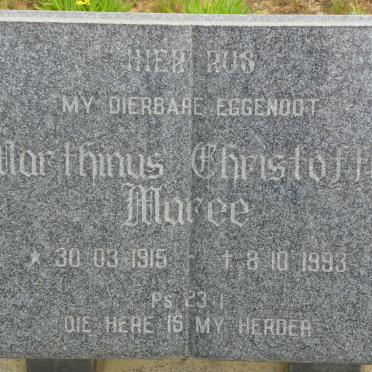 HIER RUS
MY DIERBARE EGGENOOT
Marthinus Christoff
Maree
* 30.03.1915 - † 8.10.1993
Ps 23:1
DIE HERE IS MY HERDER